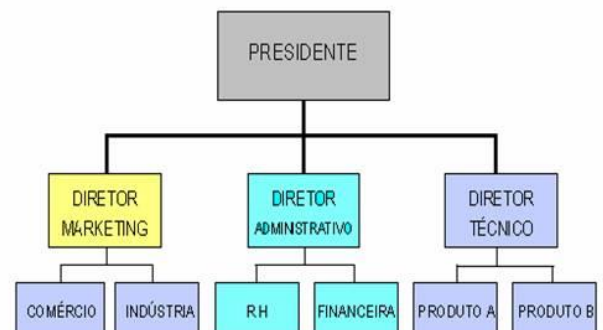 PRESIDENTE
DIRETOR
MARKETING
DIRETOR
ADMINISTRATIVO
DIRETOR
TÉCNICO
COMÉRCIO
INDÚSTRIA
RH
FINANCEIRA
PRODUTO A
PRODUTO B